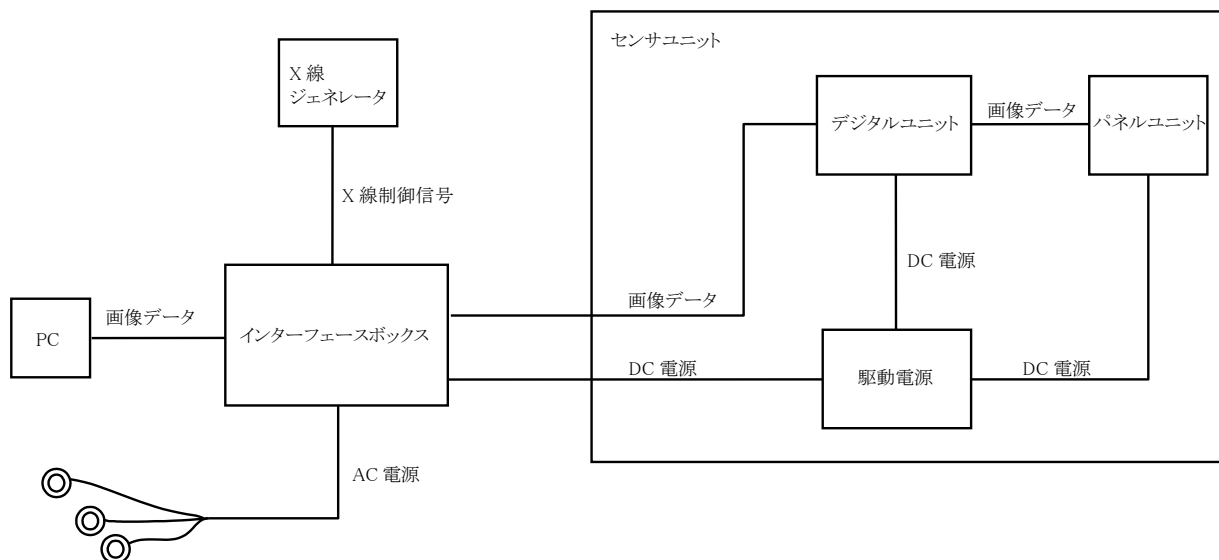 センサユニット
X 線
ジェネレータ
デジタルユニット
画像データ
パネルユニット
X 線制御信号
DC 電源
画像データ
画像データ
PC
インターフェースボックス
DC 電源
駆動電源
DC 電源
AC 電源